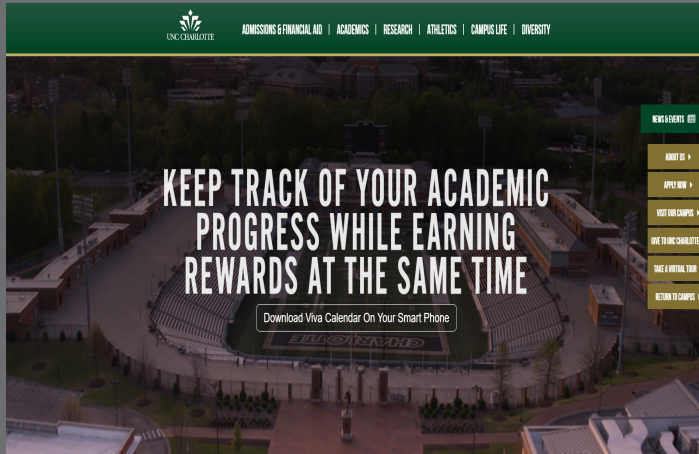 UNC CHARLOTTE
ADMISSIONS & FINANCIAL AID | ACADEMICS | RESEARCH | ATHLETICS | CAMPUS LIFE | DIVERSITY
NEWS & EVENTS
ABOUT US
APPLY NOW
VISIT OUR CAMPUS
GIVE TO UNC CHARLOTTE
TAKE A VIRTUAL TOUR
RETURN TO CAMPUS
KEEP TRACK OF YOUR ACADEMIC
PROGRESS WHILE EARNING
REWARDS AT THE SAME TIME
Download Viva Calendar On Your Smart Phone
CHARLOTTE